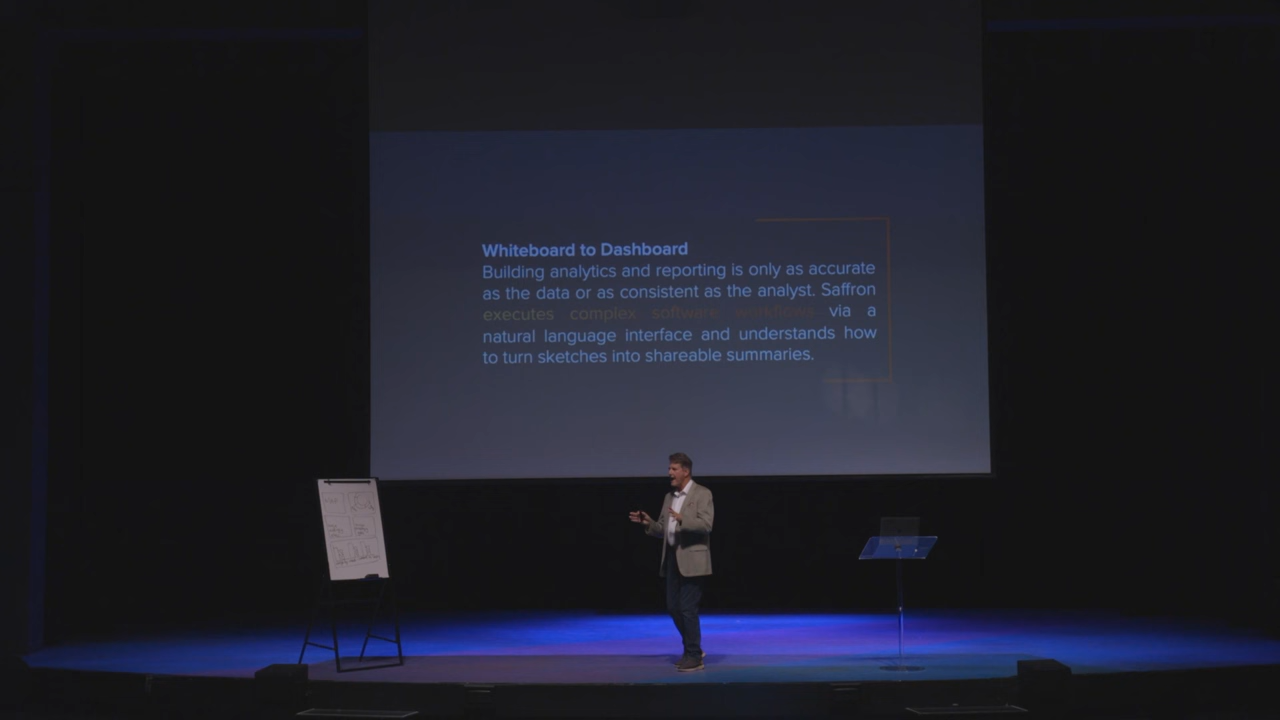 Whiteboard to Dashboard
Building analytics and reporting is only as accurate
as the data or as consistent as the analyst. Saffron
executes complex software workflows via a
natural language interface and understands how
to turn sketches into shareable summaries.